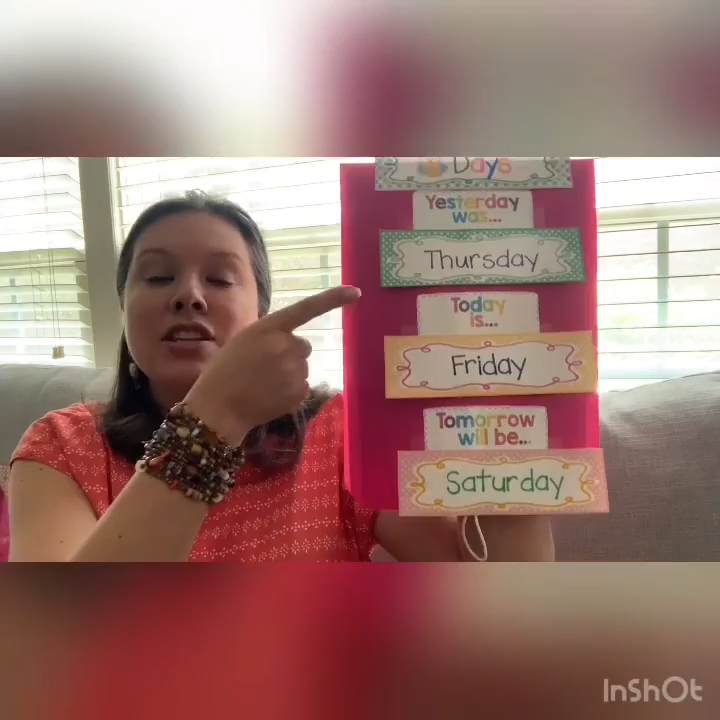 Days
Yesterday
was...
Thursday
Today
is...
Friday
Tomorrow
will be...
Saturday
InShOt